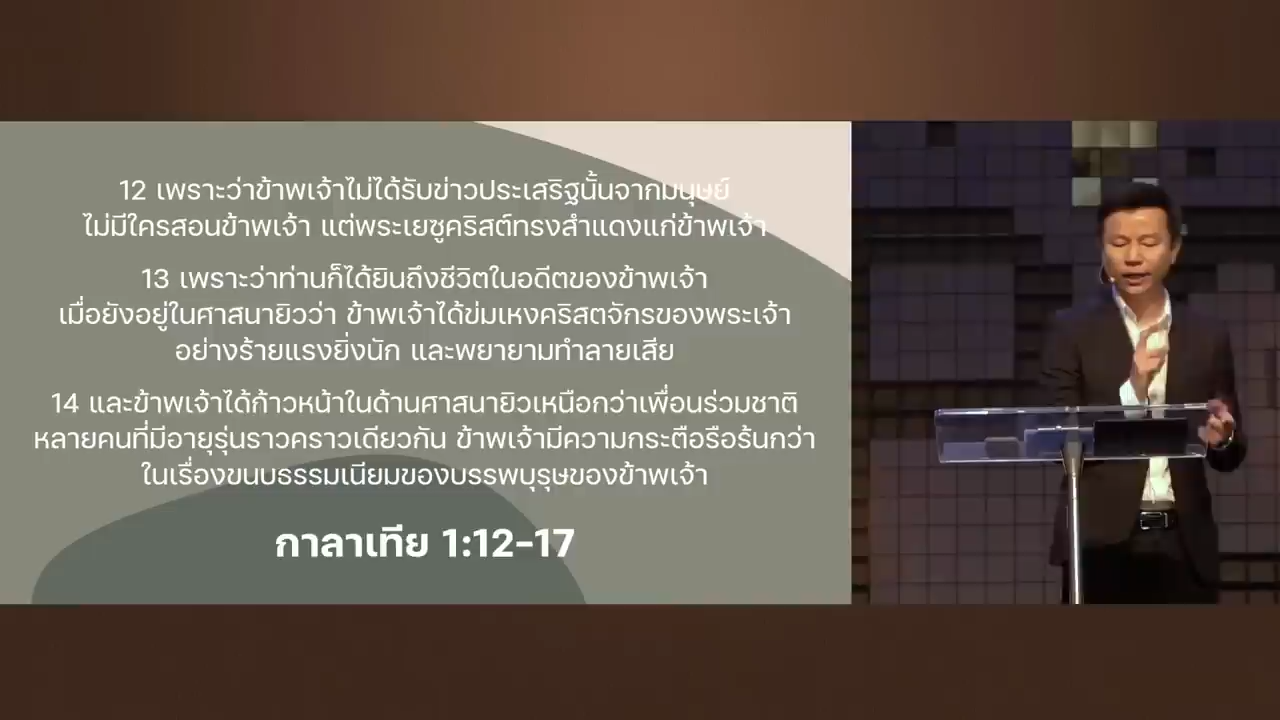 12 เพราะว่าข้าพเจ้าไม่ได้รับข่าวประเสริฐนั้นจากมนุษย์
ไม่มีใครสอนข้าพเจ้า แต่พระเยซูคริสต์ทรงสำแดงแก่ข้าพเจ้า
13 เพราะว่าท่านก็ได้ยินถึงชีวิตในอดีตของข้าพเจ้า
เมื่อยังอยู่ในศาสนายิวว่า ข้าพเจ้าได้ข่มเหงคริสตจักรของพระเจ้า
อย่างร้ายแรงยิ่งนัก และพยายามทำลายเสีย
14 และข้าพเจ้าได้ก้าวหน้าในด้านศาสนายิวเหนือกว่าเพื่อนร่วมชาติ
หลายคนที่มีอายุรุ่นราวคราวเดียวกัน ข้าพเจ้ามีความกระตือรือร้นกว่า
ในเรื่องขนบธรรมเนียมของบรรพบุรุษของข้าพเจ้า
กาลาเทีย 1:12-17